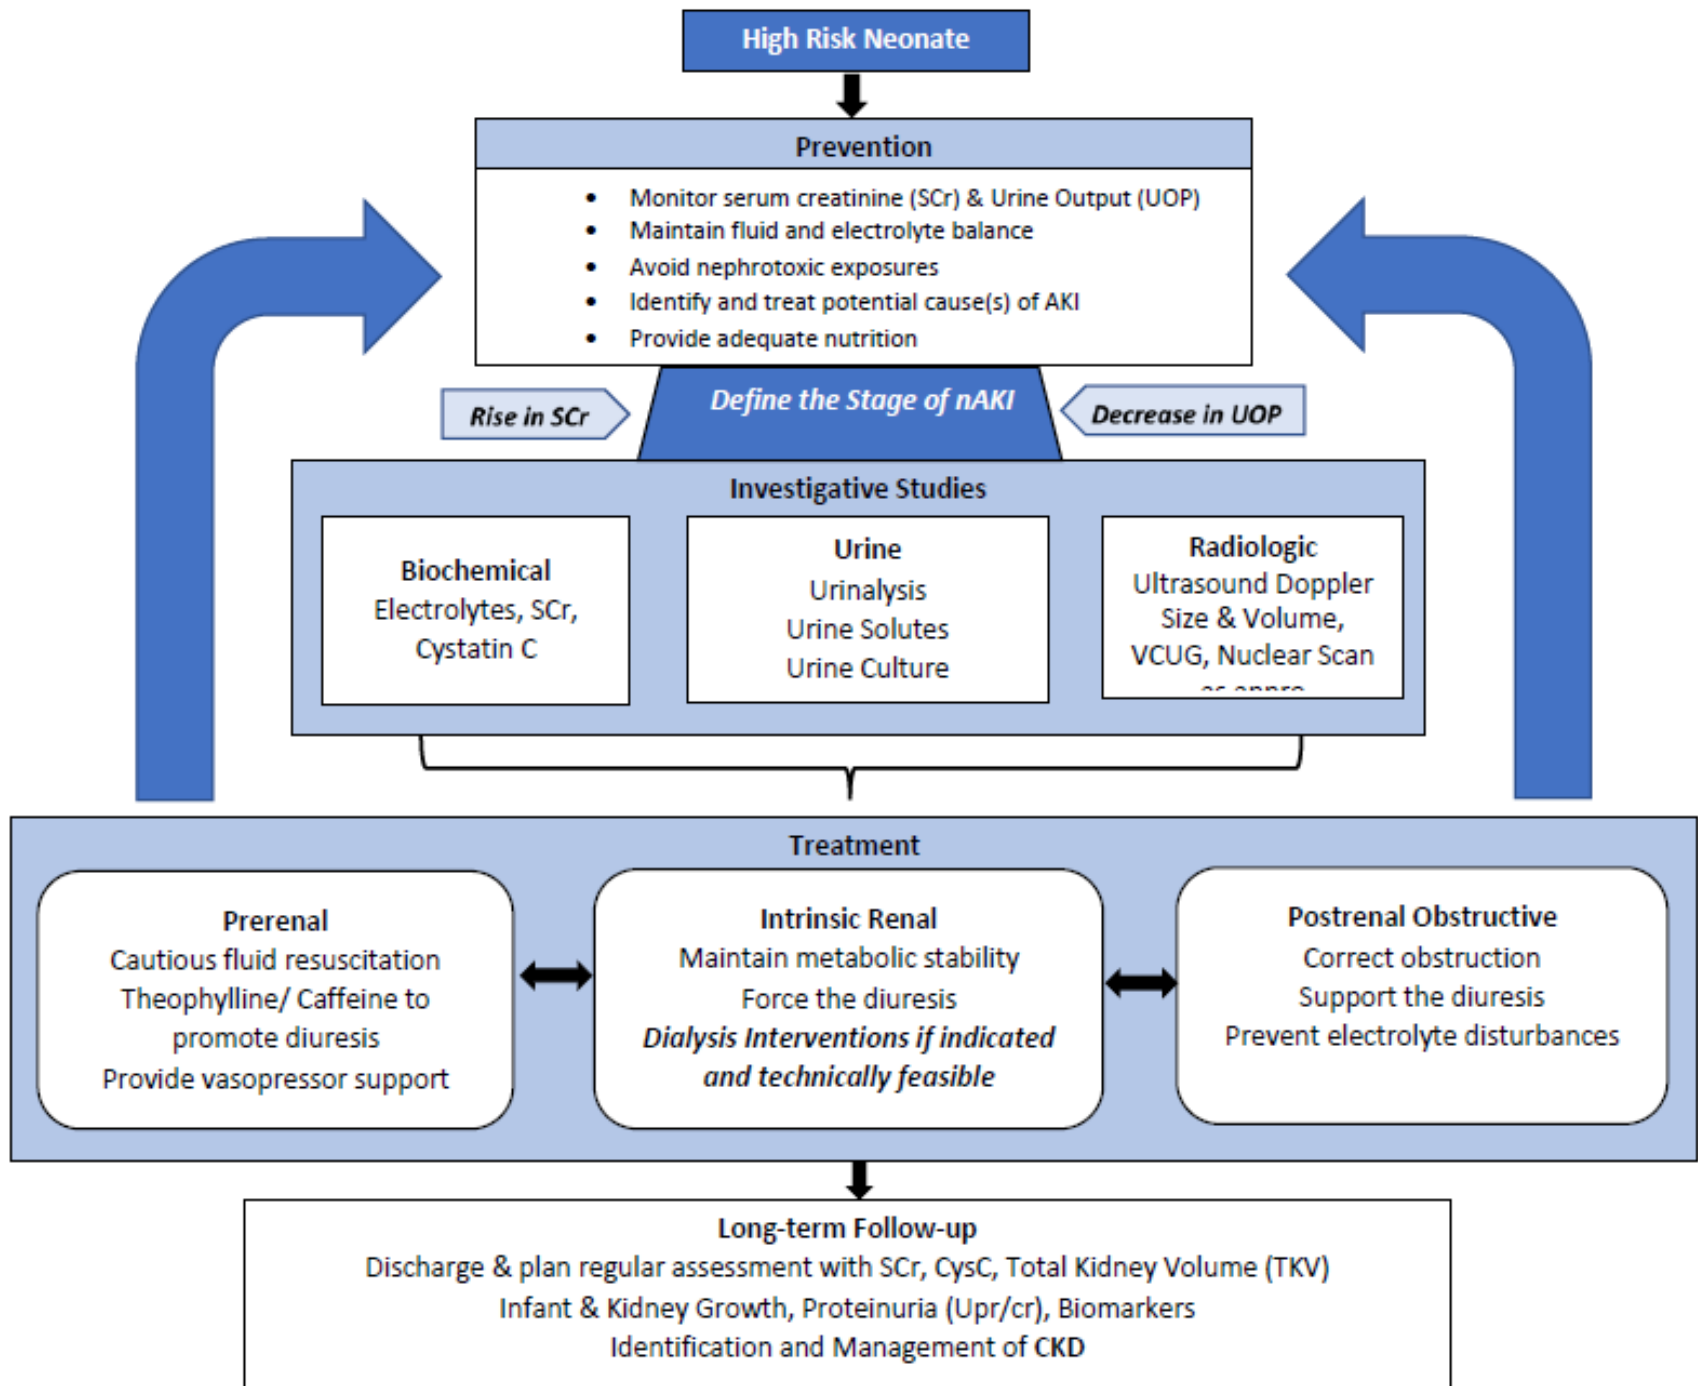 High Risk Neonate
Prevention
• Monitor serum creatinine (SCr) & Urine Output (UOP)
• Maintain fluid and electrolyte balance
• Avoid nephrotoxic exposures
• Identify and treat potential cause(s) of AKI
• Provide adequate nutrition
Rise in SCr
Define the Stage of nAKI
Decrease in UOP
Investigative Studies
Biochemical
Electrolytes, SCr,
Cystatin C
Urine
Urinalysis
Urine Solutes
Urine Culture
Radiologic
Ultrasound Doppler
Size & Volume,
VCUG, Nuclear Scan
Treatment
Prerenal
Cautious fluid resuscitation
Theophylline/ Caffeine to
promote diuresis
Provide vasopressor support
Intrinsic Renal
Maintain metabolic stability
Force the diuresis
Dialysis Interventions if indicated
and technically feasible
Postrenal Obstructive
Correct obstruction
Support the diuresis
Prevent electrolyte disturbances
Long-term Follow-up
Discharge & plan regular assessment with SCr, CysC, Total Kidney Volume (TKV)
Infant & Kidney Growth, Proteinuria (Upr/cr), Biomarkers
Identification and Management of CKD